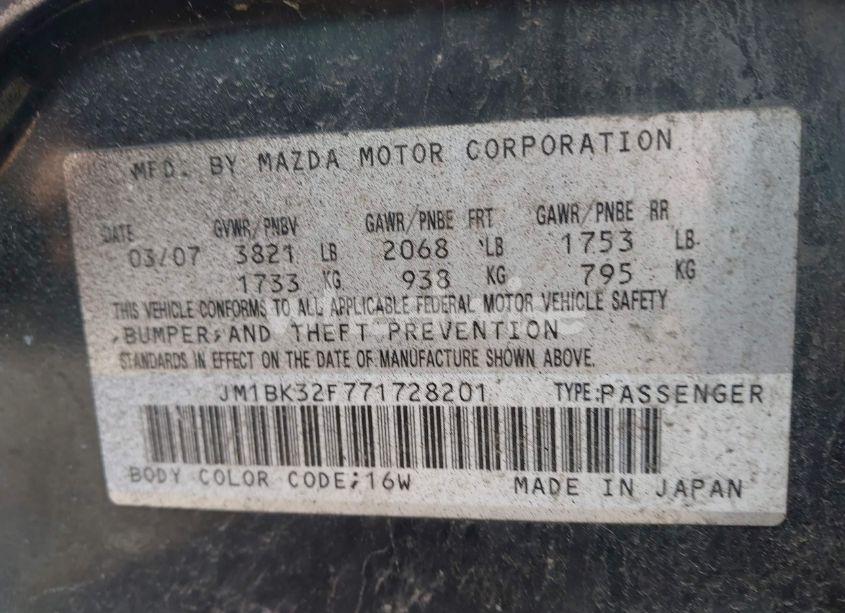 MFD. BY MAZDA MOTOR CORPORATION
DATE GVWR/PNBV GAWR/PNBE FRT GAWR/PNBE RR
03/07 3821 LB 2068 LB 1753 LB
1733 KG 938 KG 795 KG
THIS VEHICLE CONFORMS TO ALL APPLICABLE FEDERAL MOTOR VEHICLE SAFETY
,BUMPER,AND THEFT PREVENTION
STANDARDS IN EFFECT ON THE DATE OF MANUFACTURE SHOWN ABOVE.
JM1BK32F771728201 TYPE:PASSENGER
BODY COLOR CODE;16W MADE IN JAPAN